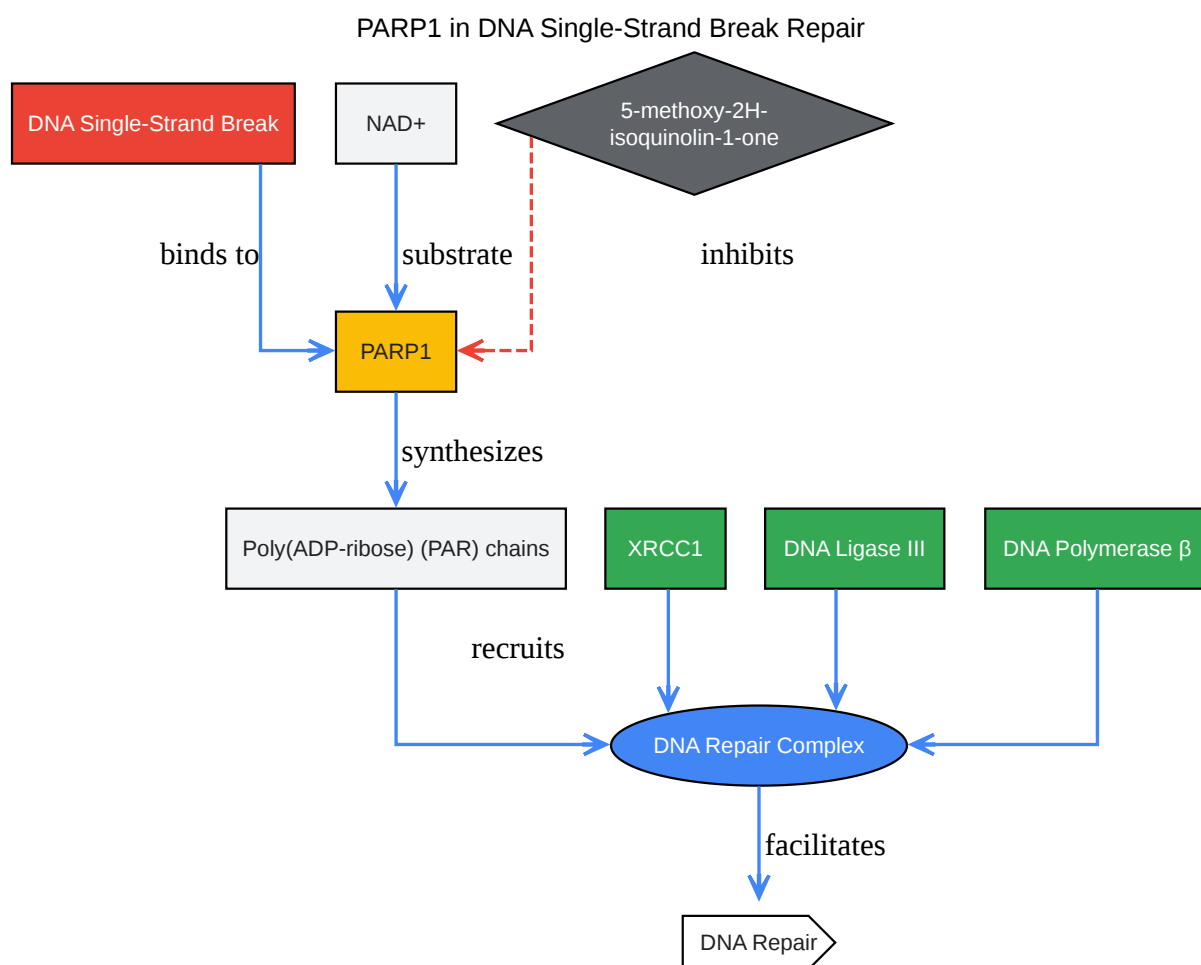 PARP1 in DNA Single-Strand Break Repair
DNA Single-Strand Break
NAD+
5-methoxy-2H-
isoquinolin-1-one
binds to
substrate
inhibits
PARP1
synthesizes
Poly(ADP-ribose) (PAR) chains
XRCC1
DNA Ligase III
DNA Polymerase β
recruits
DNA Repair Complex
facilitates
DNA Repair